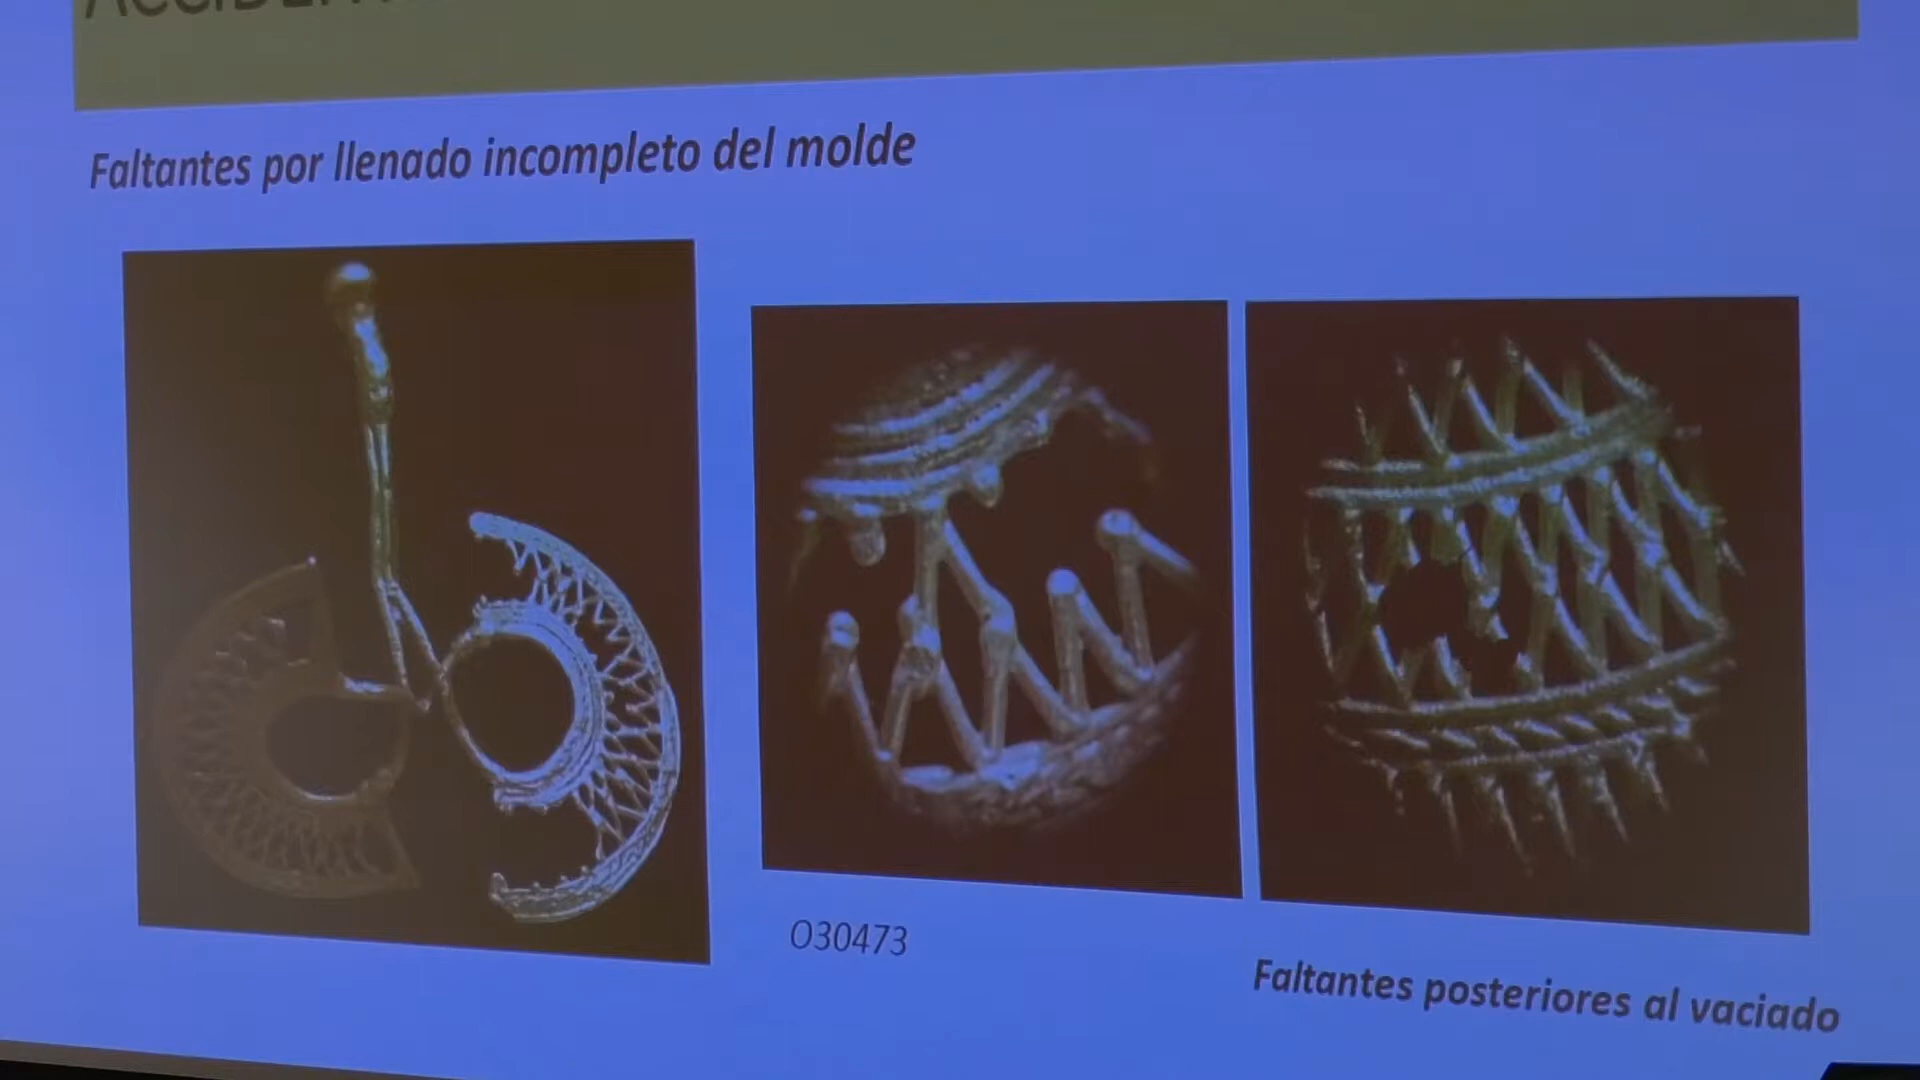 Faltantes por llenado incompleto del molde
O30473
Faltantes posteriores al vaciado